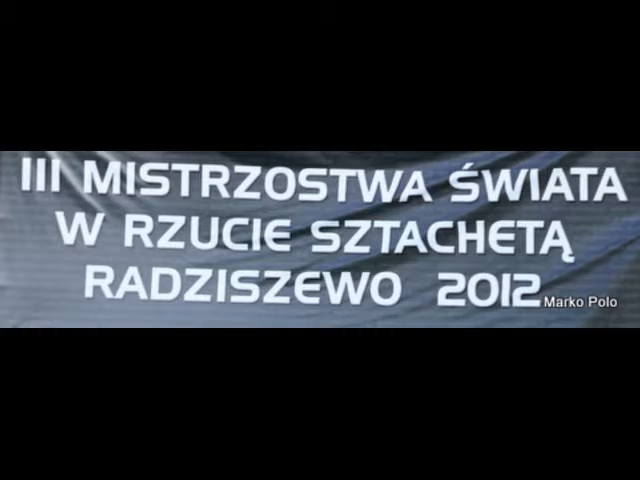 III MISTRZOSTWA ŚWIATA
W RZUCIE SZTACHETĄ
RADZISZEWO 2012
Marko Polo